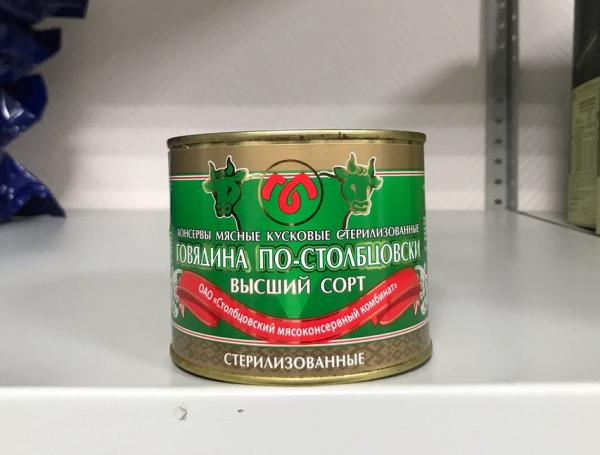 КОНСЕРВЫ МЯСНЫЕ КУСКОВЫЕ СТЕРИЛИЗОВАННЫЕ
ГОВЯДИНА ПО-СТОЛБЦОВСКИ
ВЫСШИЙ СОРТ
ОАО «Столбцовский мясоконсервный комбинат»
СТЕРИЛИЗОВАННЫЕ